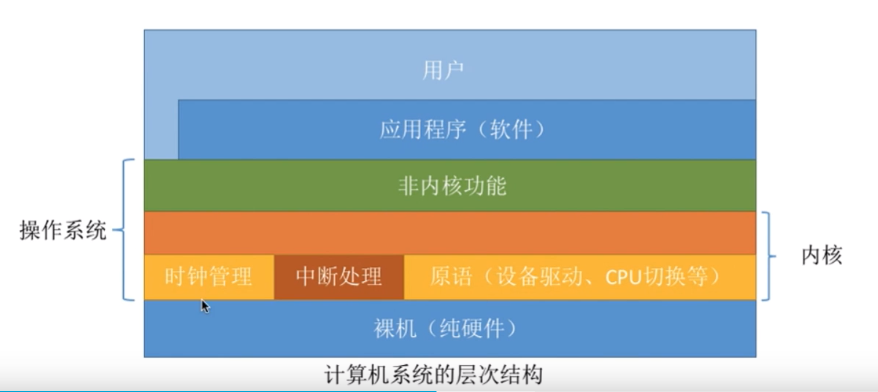 用户
应用程序（软件）
非内核功能
操作系统
内核
时钟管理
中断处理
原语（设备驱动、CPU切换等）
裸机（纯硬件）
计算机系统的层次结构